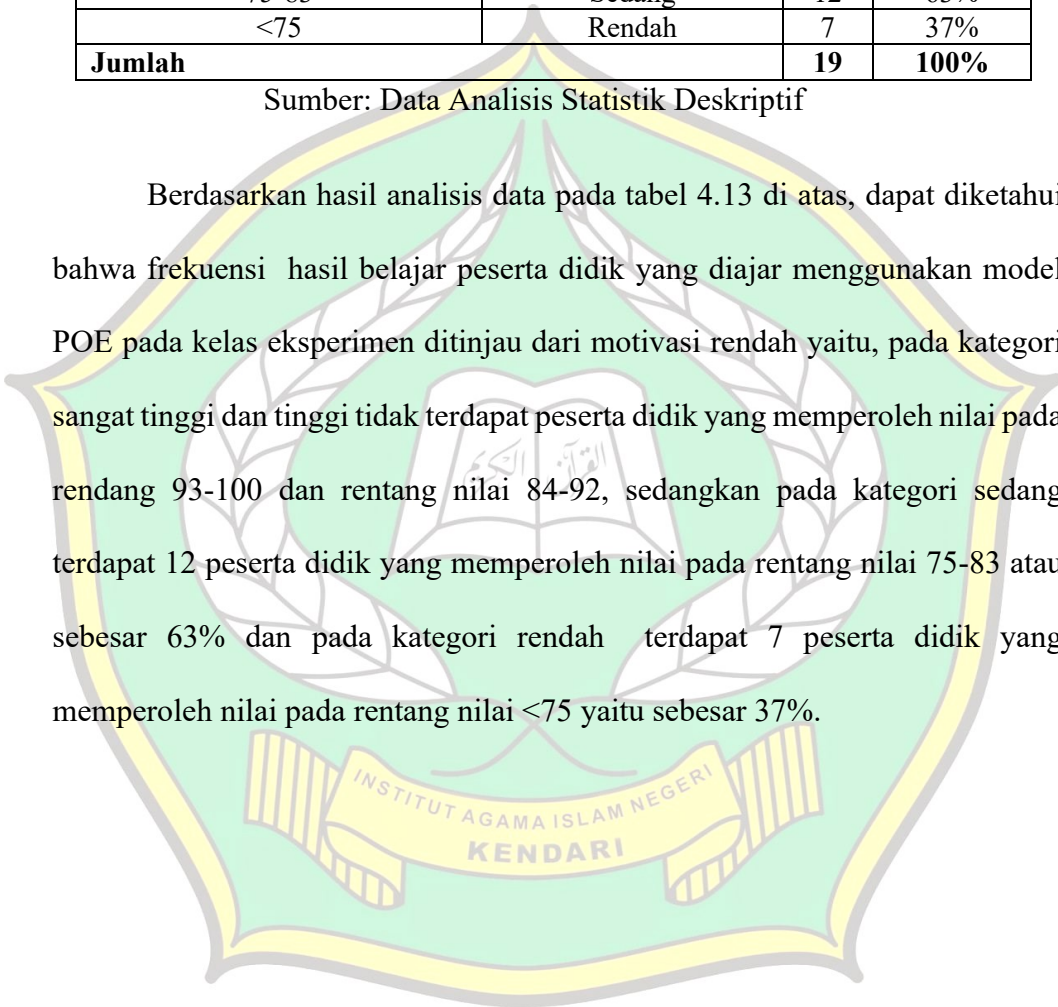 75-83 Sedang 12 63%
<75 Rendah 7 37%
Jumlah 19 100%
Sumber: Data Analisis Statistik Deskriptif
Berdasarkan hasil analisis data pada tabel 4.13 di atas, dapat diketahui
bahwa frekuensi hasil belajar peserta didik yang diajar menggunakan model
POE pada kelas eksperimen ditinjau dari motivasi rendah yaitu, pada kategori
sangat tinggi dan tinggi tidak terdapat peserta didik yang memperoleh nilai pada
rendang 93-100 dan rentang nilai 84-92, sedangkan pada kategori sedang
terdapat 12 peserta didik yang memperoleh nilai pada rentang nilai 75-83 atau
sebesar 63% dan pada kategori rendah terdapat 7 peserta didik yang
memperoleh nilai pada rentang nilai <75 yaitu sebesar 37%.
القرآن الكريم
INSTITUT AGAMA ISLAM NEGERI
KENDARI